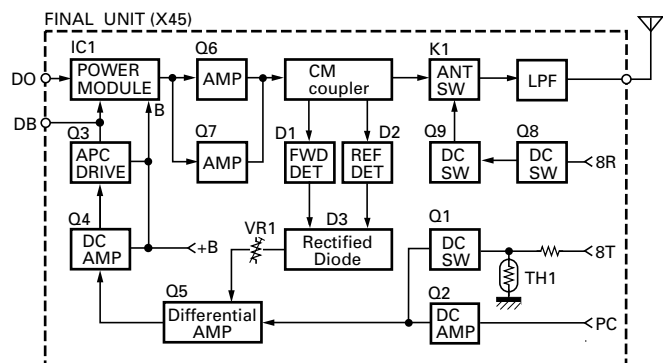 FINAL UNIT (X45)
IC1
POWER
MODULE
DO
DB
B
Q6
AMP
Q7
AMP
CM
coupler
K1
ANT
SW
LPF
Q3
APC
DRIVE
D1
FWD
DET
D2
REF
DET
Q9
DC
SW
Q8
DC
SW
8R
Q4
DC
AMP
+B
VR1
D3
Rectified
Diode
Q1
DC
SW
8T
TH1
Q5
Differential
AMP
Q2
DC
AMP
PC